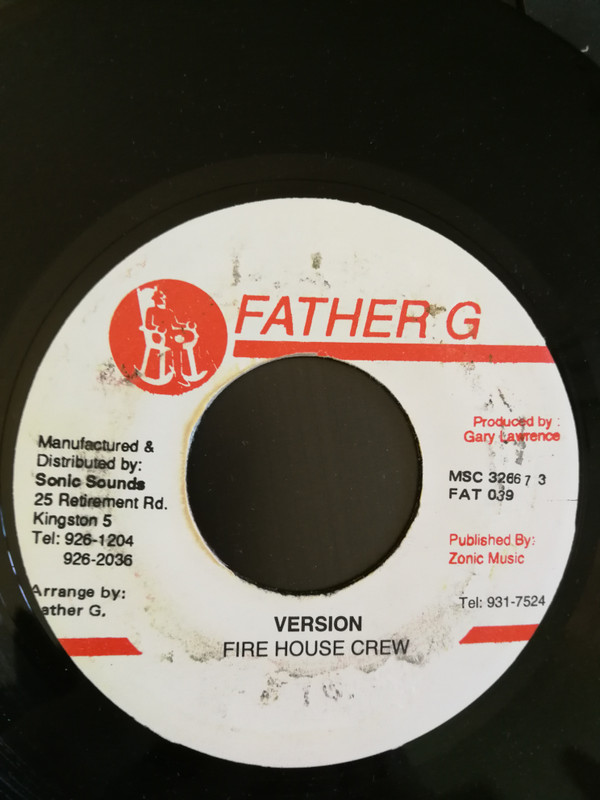 FATHER G
Produced by :
Gary Lawrence
Manufactured &
Distributed by:
Sonic Sounds
25 Retirement Rd.
Kingston 5
Tel: 926-1204
926-2036
MSC 32667 3
FAT 039
Published By:
Zonic Music
Arrange by:
ather G.
Tel: 931-7524
VERSION
FIRE HOUSE CREW